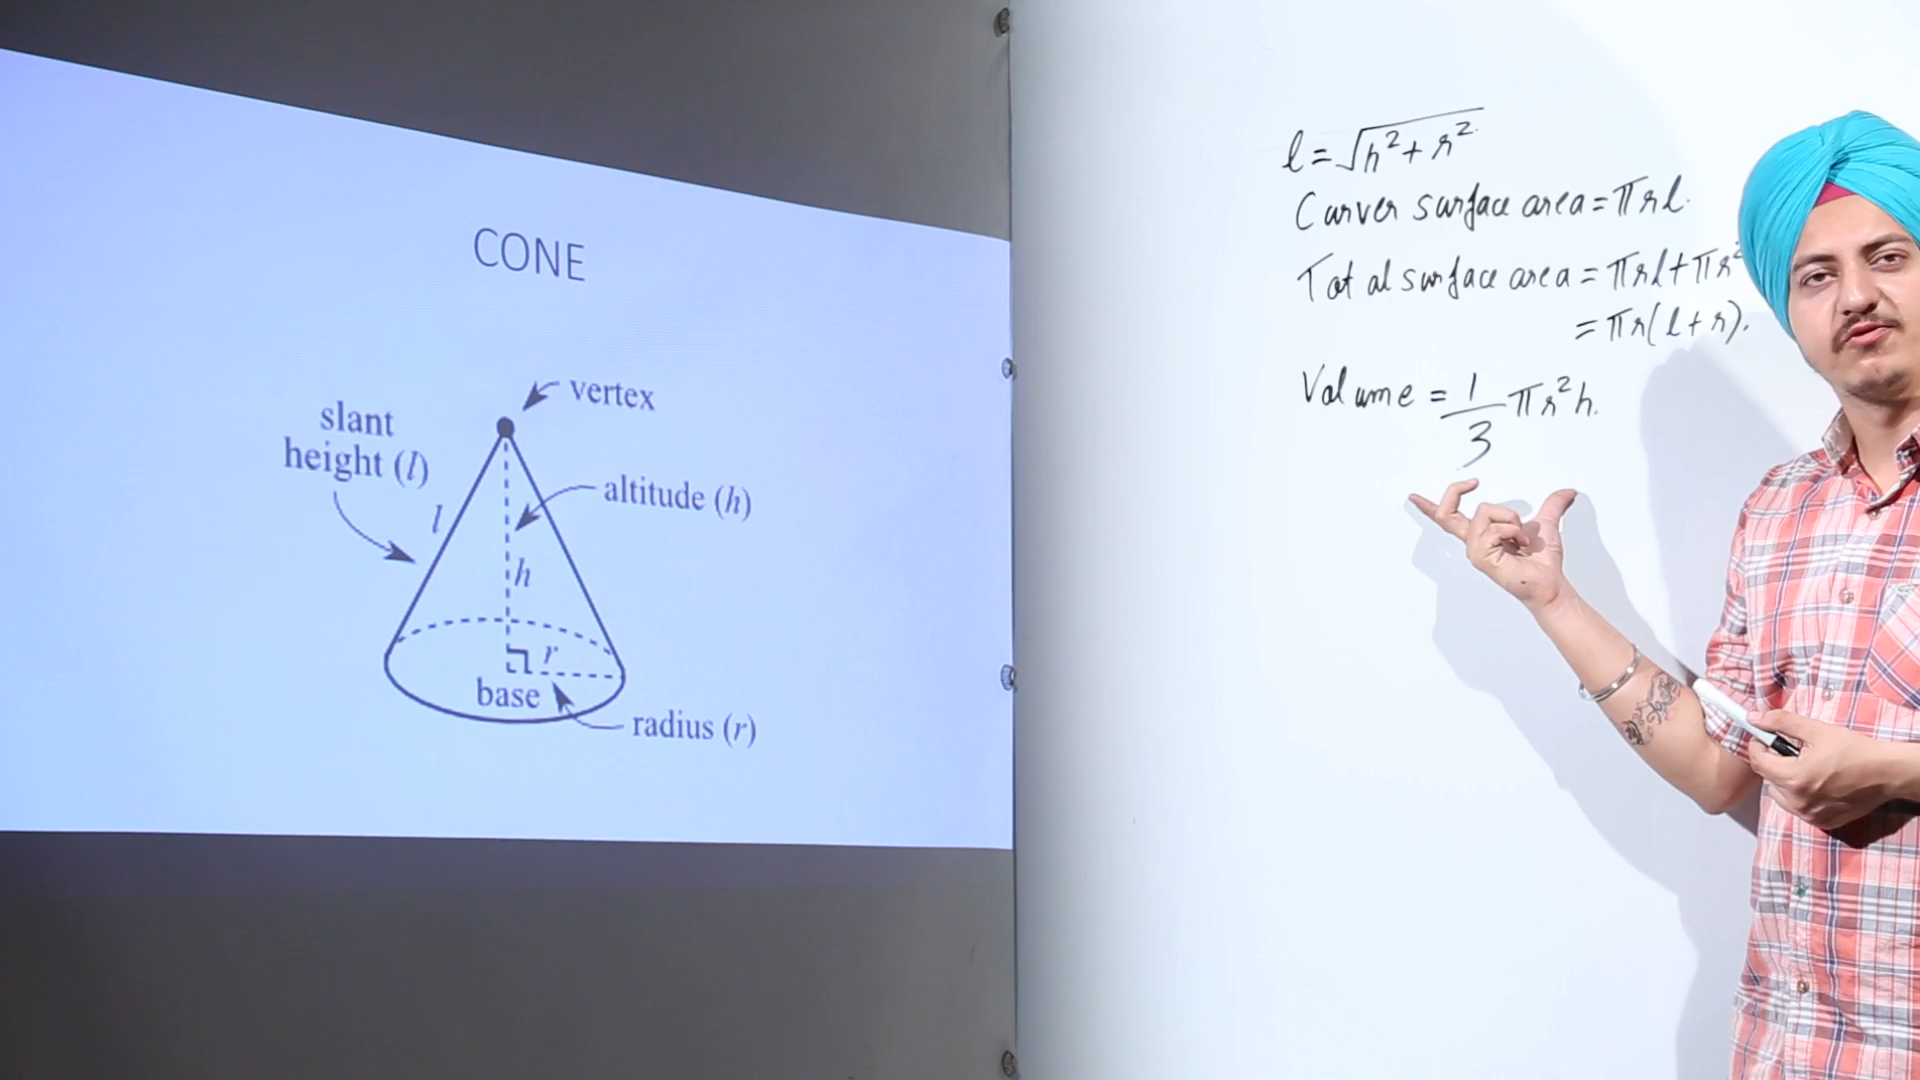 CONE
vertex
slant
height (l)
l
altitude (h)
h
r
base
radius (r)
l = √h² + r²
Curver surface area = πrl.
Total surface area = πrl + πr²
= πr(l + r).
Volume = 1/3 πr²h.